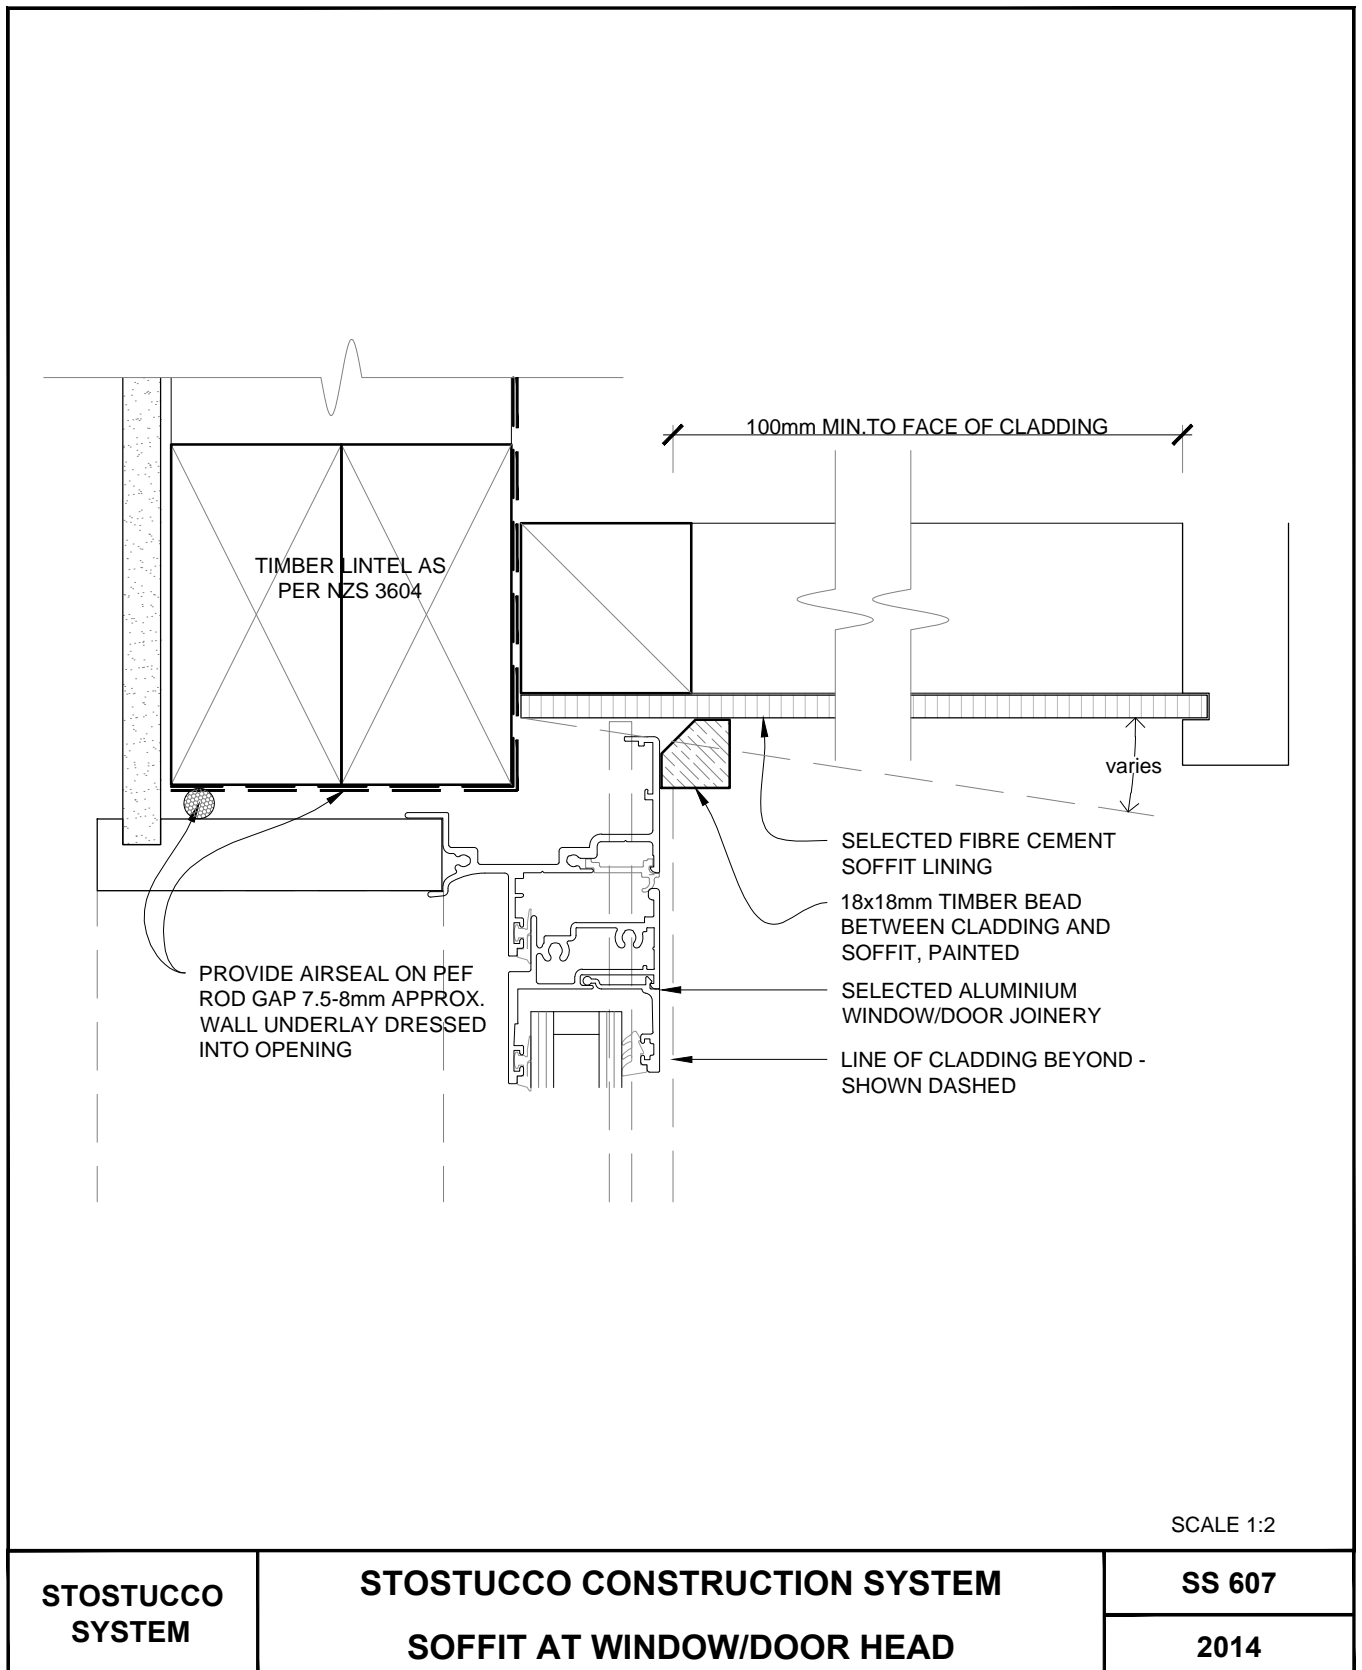 100mm MIN.TO FACE OF CLADDING
TIMBER LINTEL AS
PER NZS 3604
varies
SELECTED FIBRE CEMENT
SOFFIT LINING
18x18mm TIMBER BEAD
BETWEEN CLADDING AND
SOFFIT, PAINTED
PROVIDE AIRSEAL ON PEF
ROD GAP 7.5-8mm APPROX.
WALL UNDERLAY DRESSED
INTO OPENING
SELECTED ALUMINIUM
WINDOW/DOOR JOINERY
LINE OF CLADDING BEYOND -
SHOWN DASHED
SCALE 1:2
STOSTUCCO
SYSTEM
STOSTUCCO CONSTRUCTION SYSTEM
SOFFIT AT WINDOW/DOOR HEAD
SS 607
2014